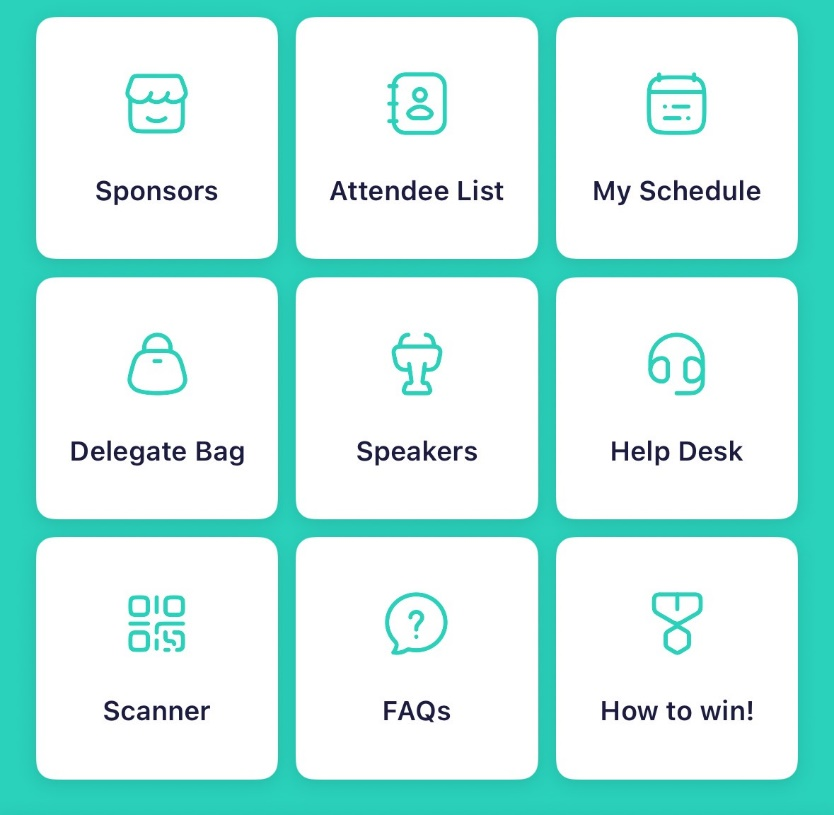 Sponsors
Attendee List
My Schedule
Delegate Bag
Speakers
Help Desk
Scanner
FAQs
How to win!